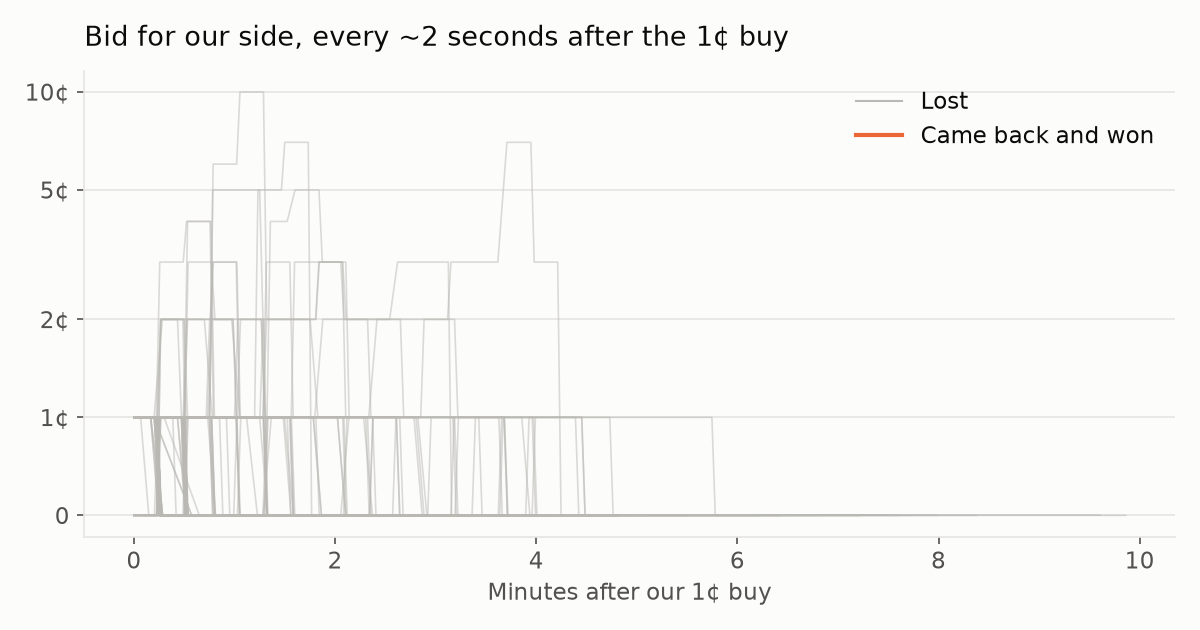 Bid for our side, every ~2 seconds after the 1¢ buy
10¢
5¢
2¢
1¢
0
Lost
Came back and won
0 2 4 6 8 10
Minutes after our 1¢ buy